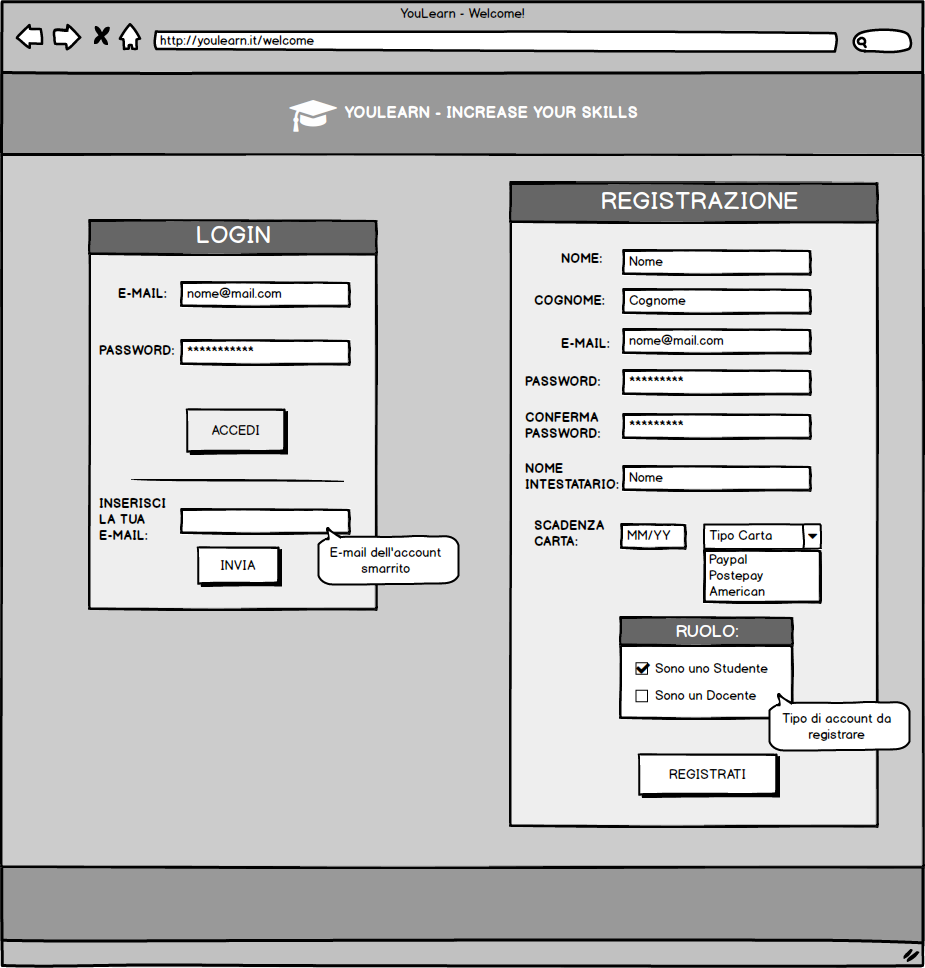 YouLearn - Welcome!
http://youlearn.it/welcome
YOULEARN - INCREASE YOUR SKILLS
LOGIN
E-MAIL: nome@mail.com
PASSWORD: ***********
ACCEDI
INSERISCI
LA TUA
E-MAIL:
E-mail dell'account
smarrito
INVIA
REGISTRAZIONE
NOME: Nome
COGNOME: Cognome
E-MAIL: nome@mail.com
PASSWORD: *********
CONFERMA
PASSWORD: *********
NOME
INTESTATARIO: Nome
SCADENZA
CARTA: MM/YY Tipo Carta
Paypal
Postepay
American
RUOLO:
Sono uno Studente
Sono un Docente
Tipo di account da
registrare
REGISTRATI